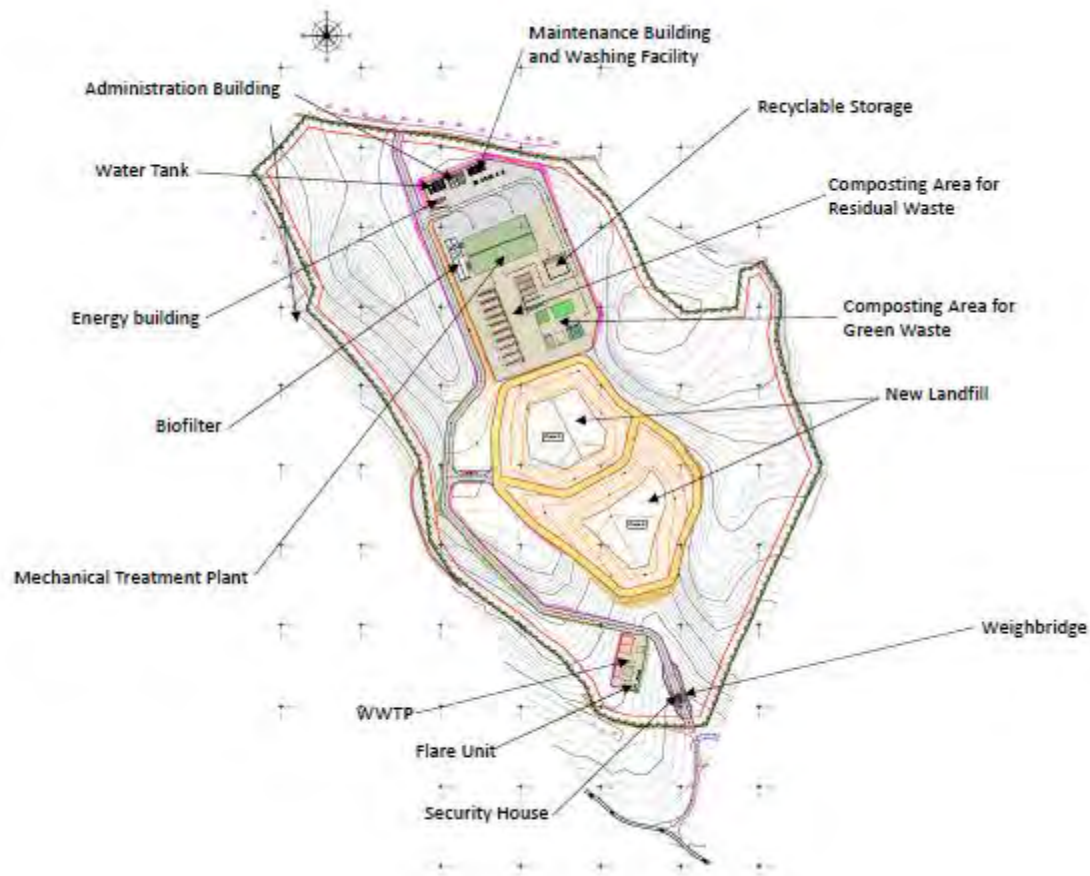 Maintenance Building
and Washing Facility
Administration Building
Recyclable Storage
Water Tank
Composting Area for
Residual Waste
Energy building
Composting Area for
Green Waste
New Landfill
Biofilter
Mechanical Treatment Plant
Weighbridge
WWTP
Flare Unit
Security House